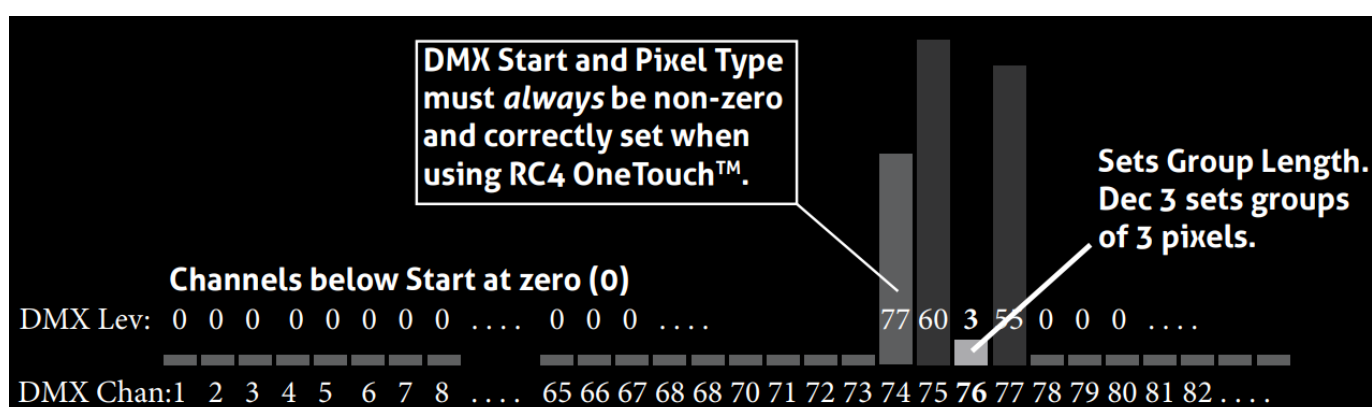 DMX Start and Pixel Type
must always be non-zero
and correctly set when
using RC4 OneTouch™.
Sets Group Length.
Dec 3 sets groups
of 3 pixels.
Channels below Start at zero (0)
DMX Lev: 0 0 0 0 0 0 0 0 .... 0 0 0 .... 77 60 3 55 0 0 0 ....
DMX Chan:1 2 3 4 5 6 7 8 .... 65 66 67 68 68 70 71 72 73 74 75 76 77 78 79 80 81 82 ....